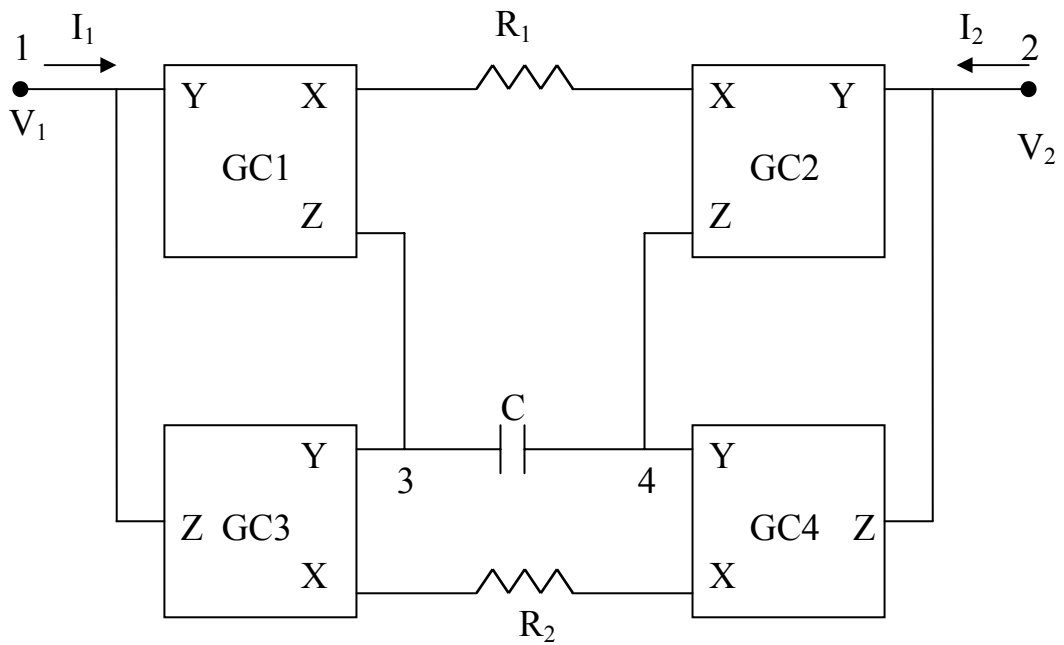 I₁
R₁
I₂
1
2
Y X
X Y
V₁
V₂
GC1
GC2
Z
Z
C
Y
Y
3
4
Z GC3
GC4 Z
X
X
R₂